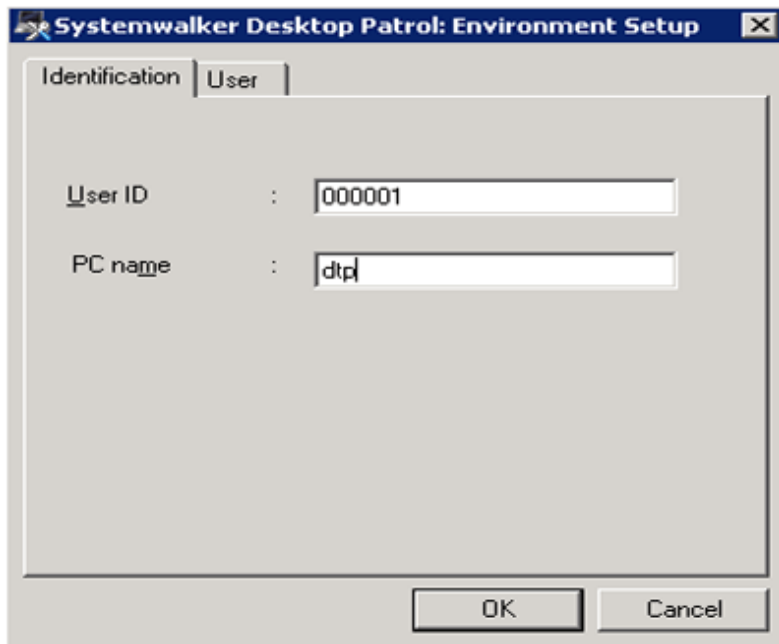 Systemwalker Desktop Patrol: Environment Setup
Identification User
User ID : 000001
PC name : dtp
OK Cancel